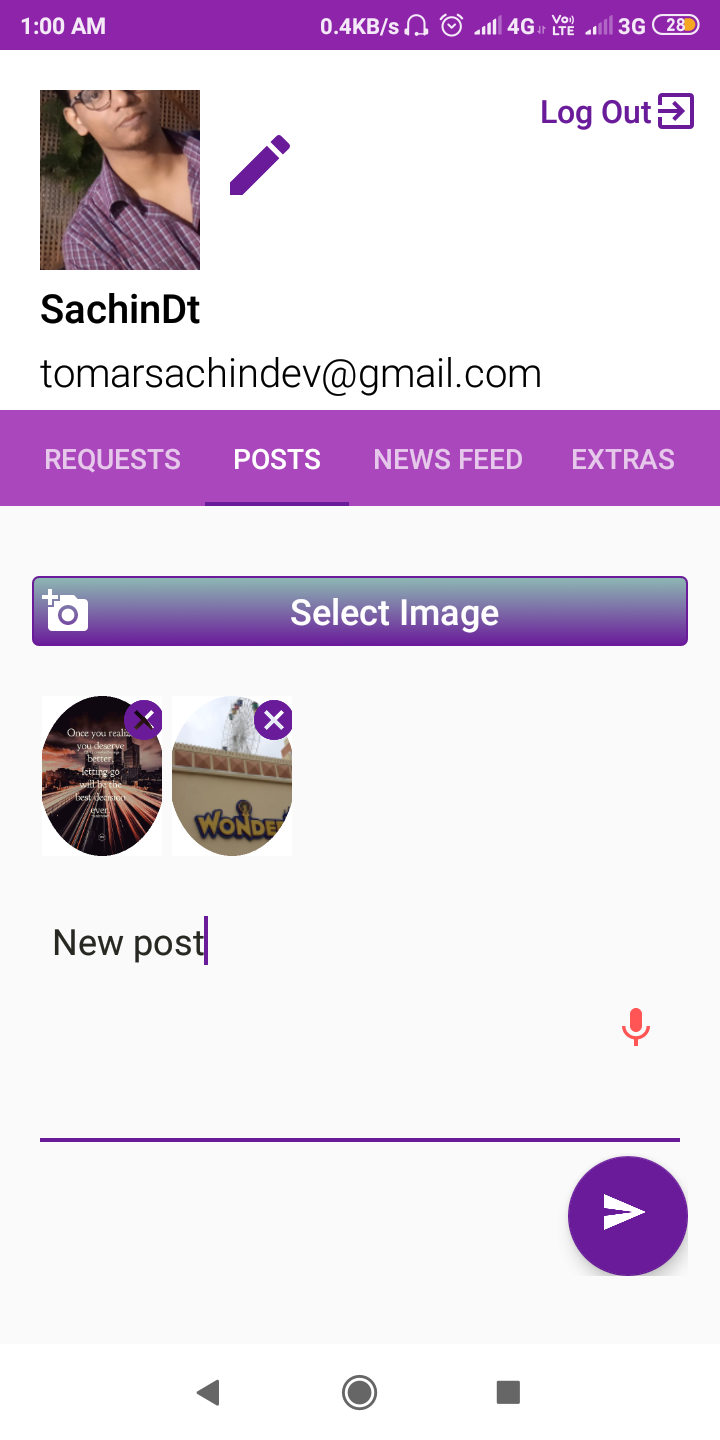 1:00 AM 0.4KB/s 4G Vo) LTE 3G 28
Log Out
SachinDt
tomarsachindev@gmail.com
REQUESTS POSTS NEWS FEED EXTRAS
Select Image
Once you realiz
you deserve
better,
letting go
will be the
best decision
ever.
WONDE
New post